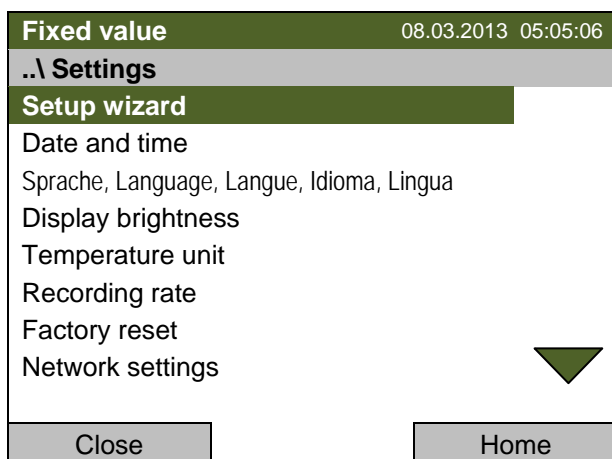 Fixed value 08.03.2013 05:05:06
..\ Settings
Setup wizard
Date and time
Sprache, Language, Langue, Idioma, Lingua
Display brightness
Temperature unit
Recording rate
Factory reset
Network settings
Close Home